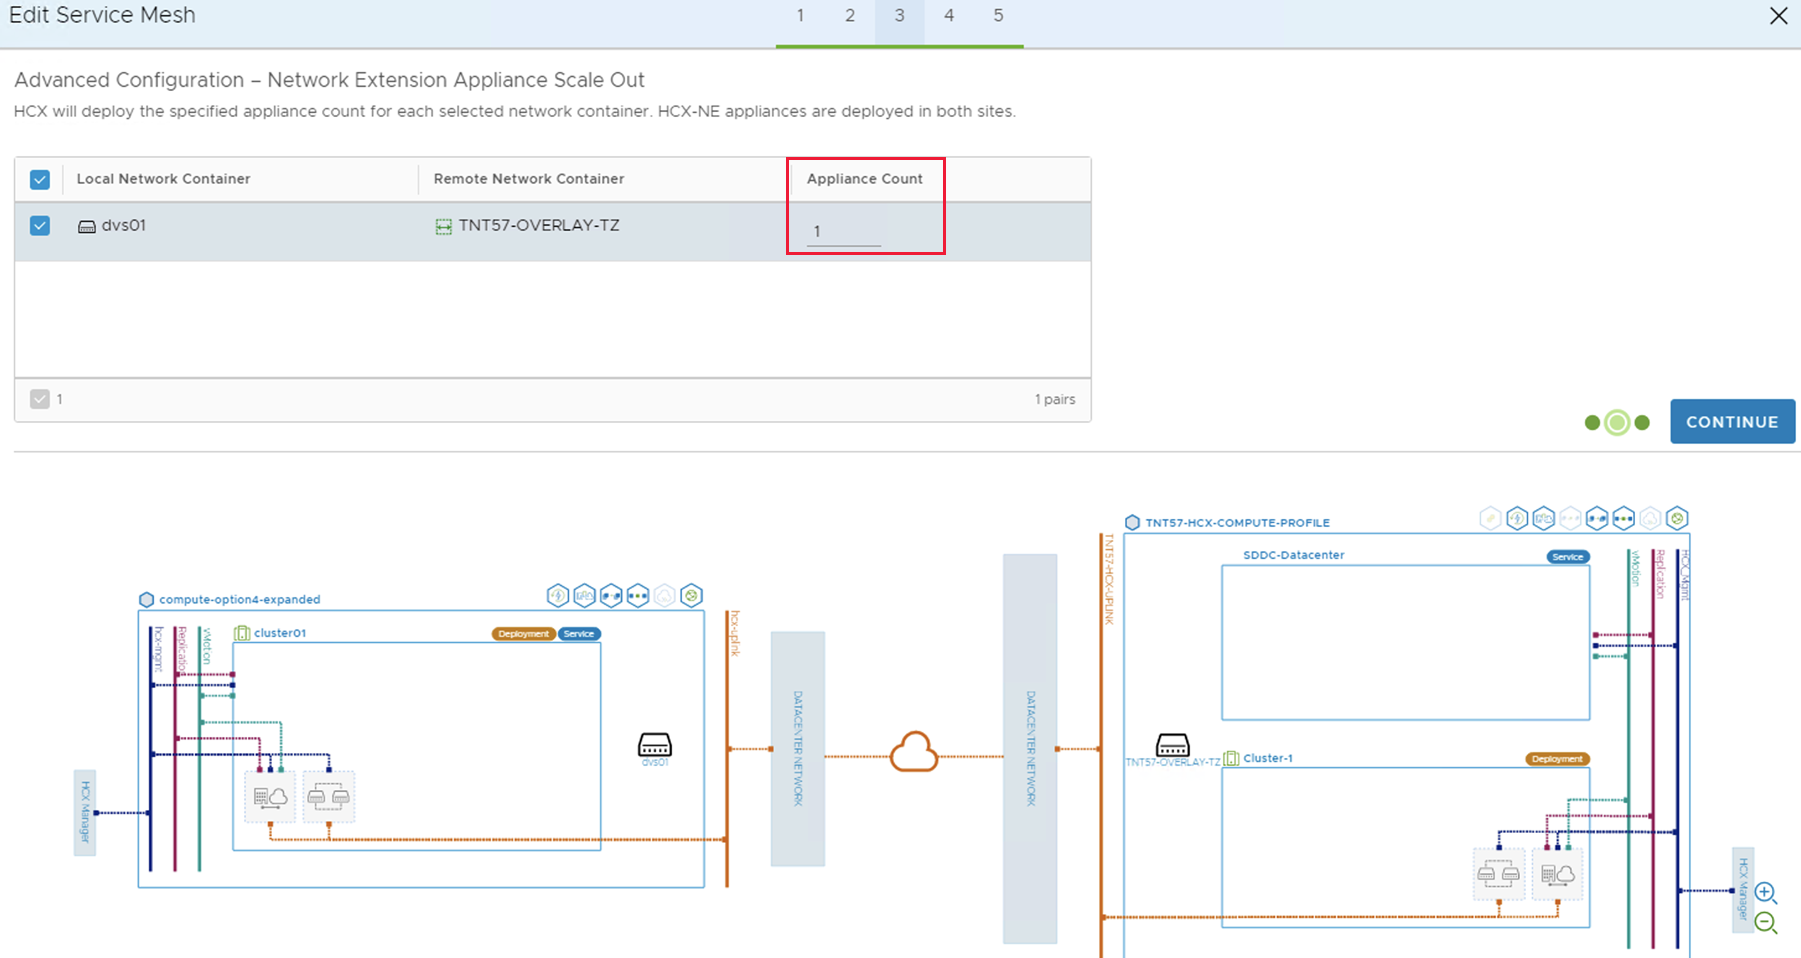 Edit Service Mesh
1 2 3 4 5
Advanced Configuration – Network Extension Appliance Scale Out
HCX will deploy the specified appliance count for each selected network container. HCX-NE appliances are deployed in both sites.
Local Network Container Remote Network Container Appliance Count
dvs01 TNT57-OVERLAY-TZ 1
1 1 pairs
CONTINUE
TNT57-HCX-COMPUTE-PROFILE
TNT57-HCX-UPLINK
SDDC-Datacenter Service
vMotion
Replication
HCX_Mgmt
compute-option4-expanded
hcx-mgmt
Replication
vMotion
cluster01 Deployment Service
hcx-uplink
DATACENTER NETWORK
DATACENTER NETWORK
dvs01
TNT57-OVERLAY-TZ
Cluster-1 Deployment
HCX Manager
HCX Manager